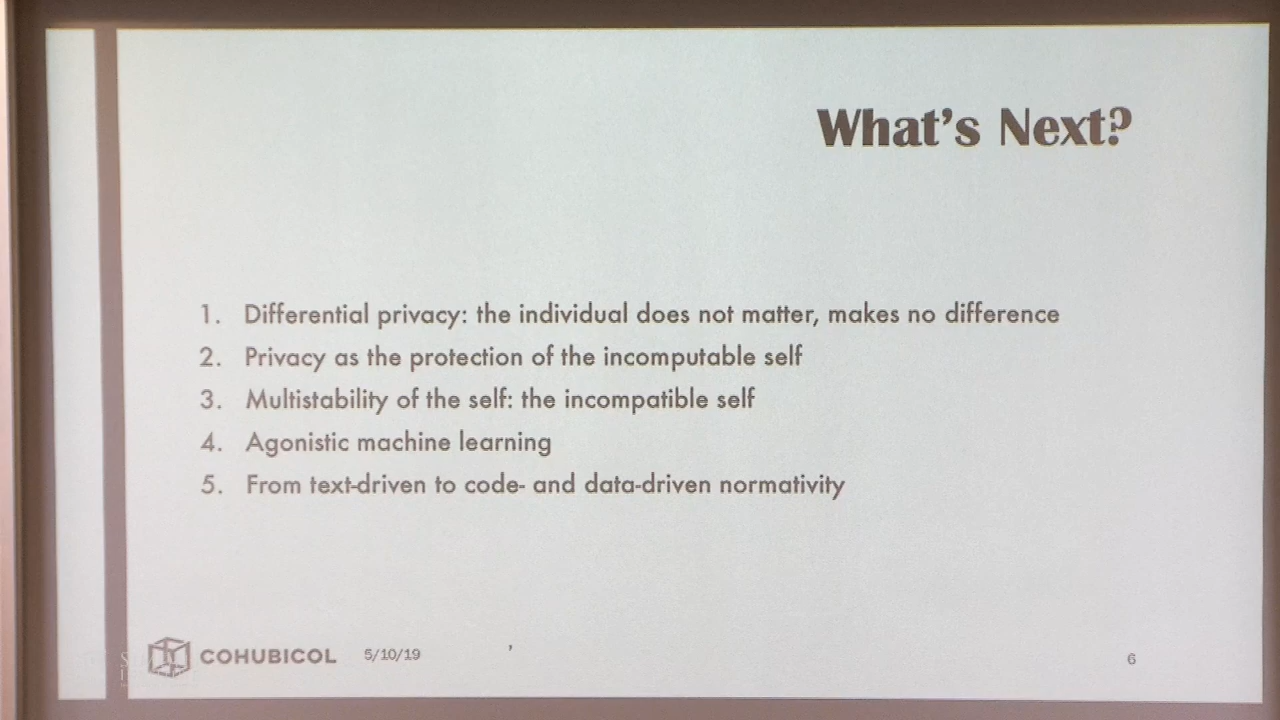 What's Next?
1. Differential privacy: the individual does not matter, makes no difference
2. Privacy as the protection of the incomputable self
3. Multistability of the self: the incompatible self
4. Agonistic machine learning
5. From text-driven to code- and data-driven normativity
COHUBICOL 5/10/19 6